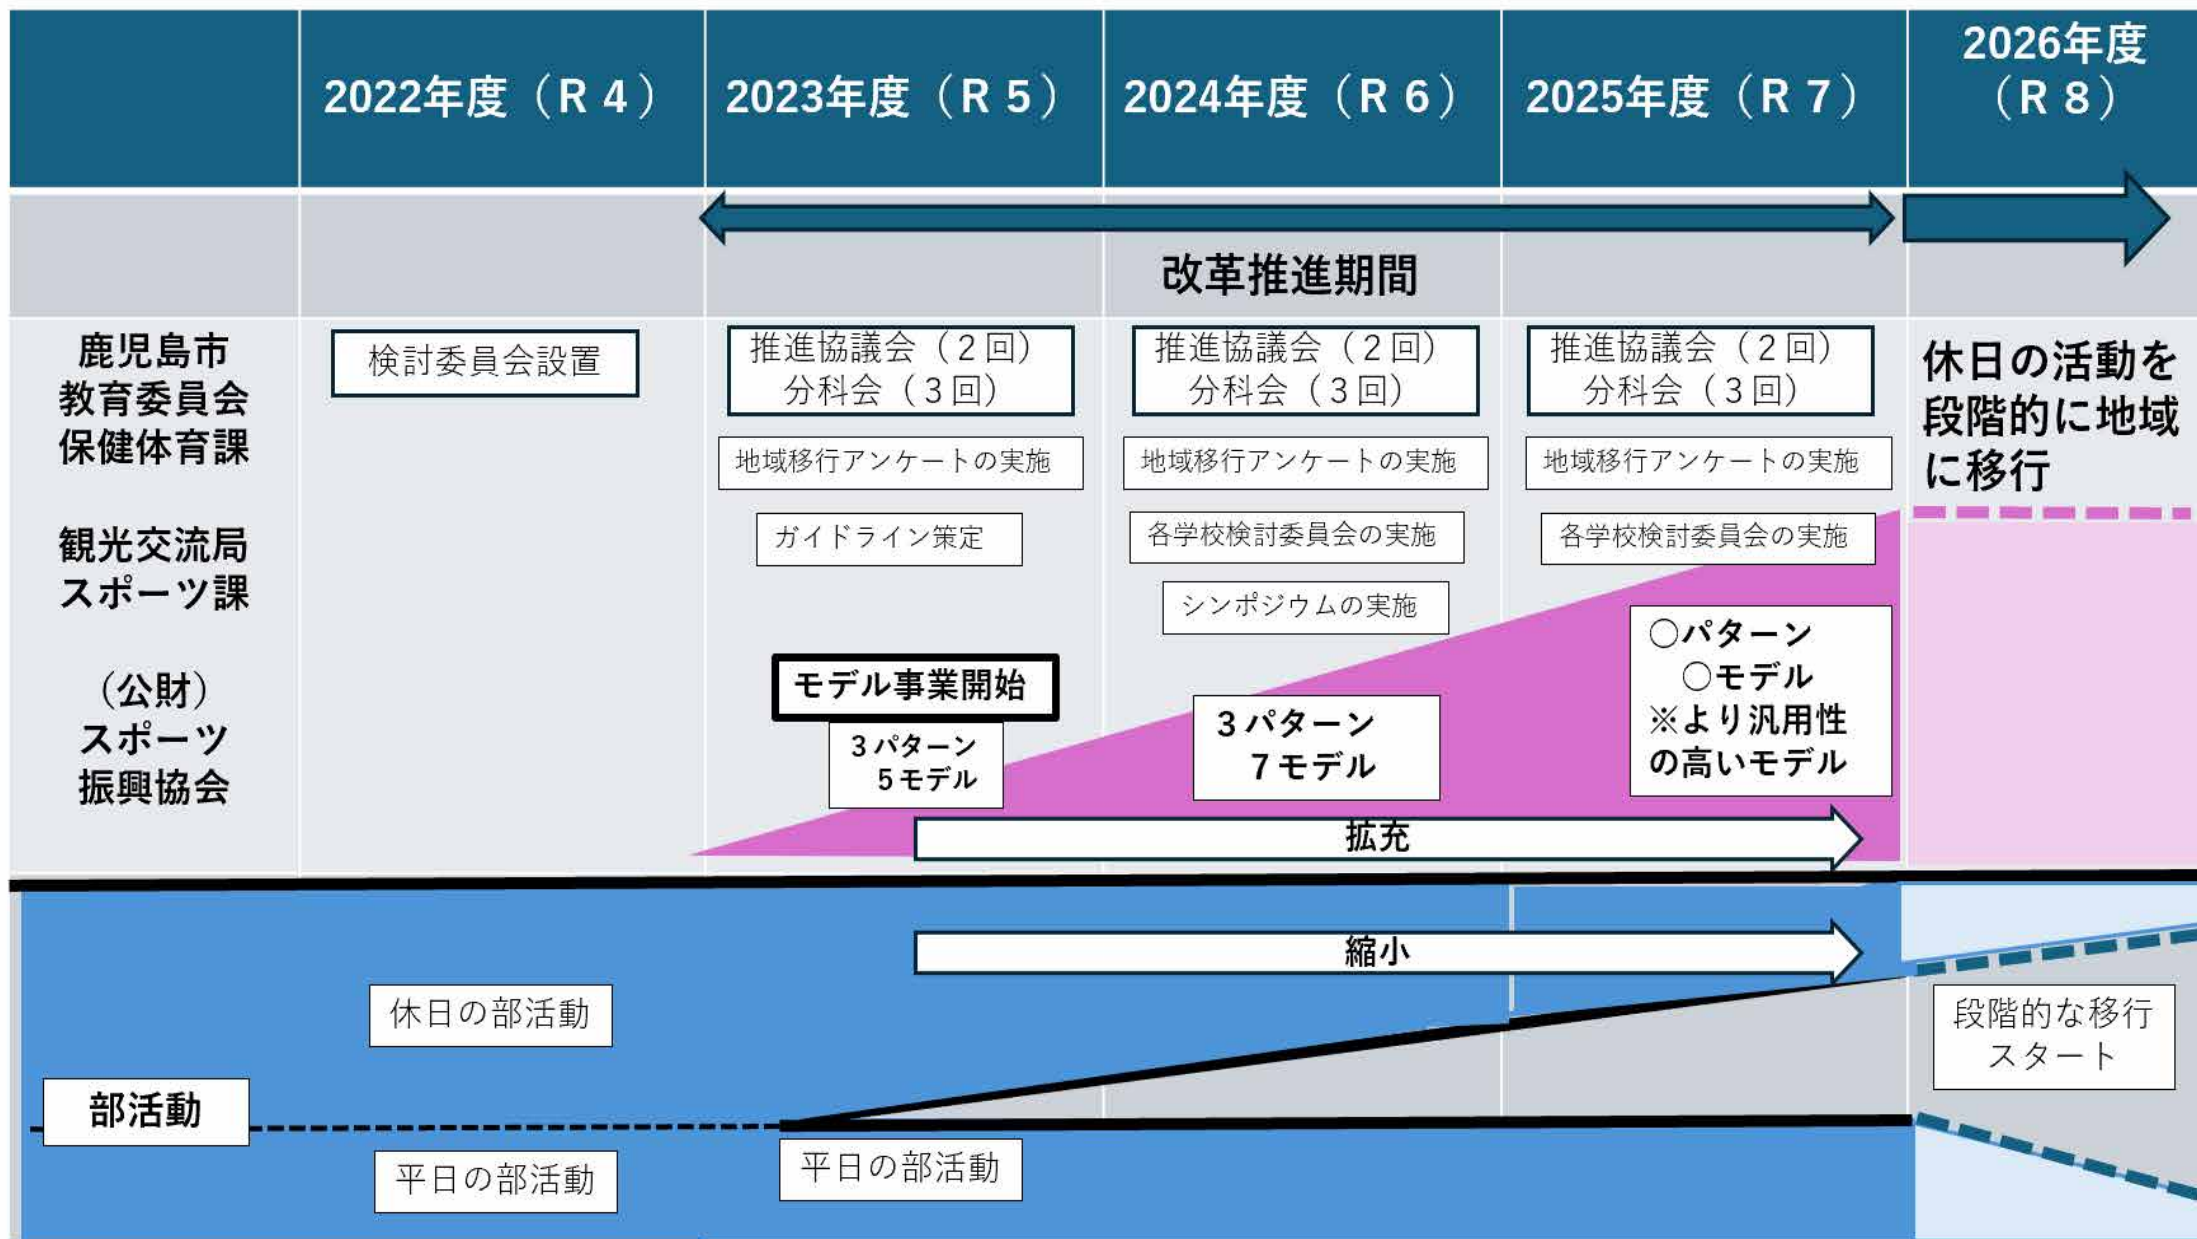 2022年度（R４）
2023年度（R５）
2024年度（R６）
2025年度（R７）
2026年度
（R８）
改革推進期間
鹿児島市
教育委員会
保健体育課
観光交流局
スポーツ課
（公財）
スポーツ
振興協会
検討委員会設置
推進協議会（２回）
分科会（３回）
地域移行アンケートの実施
ガイドライン策定
モデル事業開始
３パターン
５モデル
推進協議会（２回）
分科会（３回）
地域移行アンケートの実施
各学校検討委員会の実施
シンポジウムの実施
３パターン
７モデル
推進協議会（２回）
分科会（３回）
地域移行アンケートの実施
各学校検討委員会の実施
○パターン
○モデル
※より汎用性
の高いモデル
休日の活動を
段階的に地域
に移行
拡充
縮小
休日の部活動
部活動
平日の部活動
平日の部活動
段階的な移行
スタート